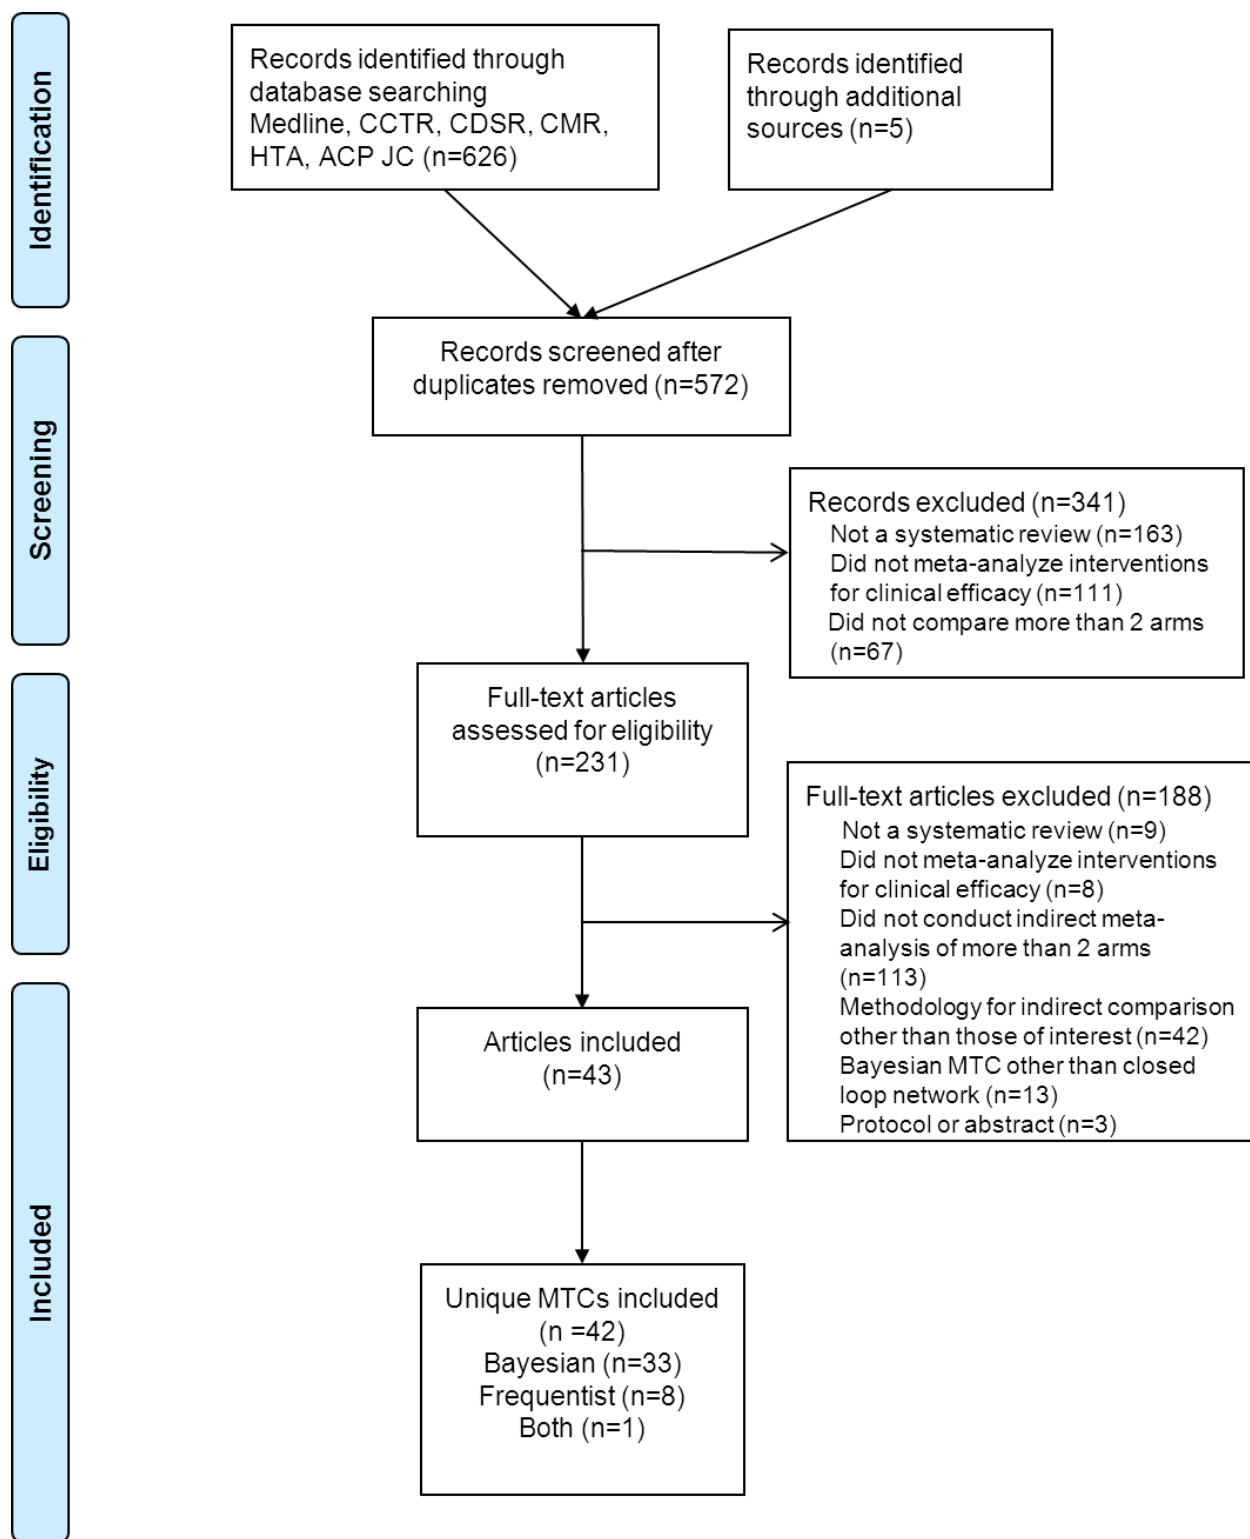 Identification
Records identified through
database searching
Medline, CCTR, CDSR, CMR,
HTA, ACP JC (n=626)
Records identified
through additional
sources (n=5)
Screening
Records screened after
duplicates removed (n=572)
Records excluded (n=341)
Not a systematic review (n=163)
Did not meta-analyze interventions
for clinical efficacy (n=111)
Did not compare more than 2 arms
(n=67)
Eligibility
Full-text articles
assessed for eligibility
(n=231)
Full-text articles excluded (n=188)
Not a systematic review (n=9)
Did not meta-analyze interventions
for clinical efficacy (n=8)
Did not conduct indirect meta-
analysis of more than 2 arms
(n=113)
Methodology for indirect comparison
other than those of interest (n=42)
Bayesian MTC other than closed
loop network (n=13)
Protocol or abstract (n=3)
Included
Articles included
(n=43)
Unique MTCs included
(n =42)
Bayesian (n=33)
Frequentist (n=8)
Both (n=1)